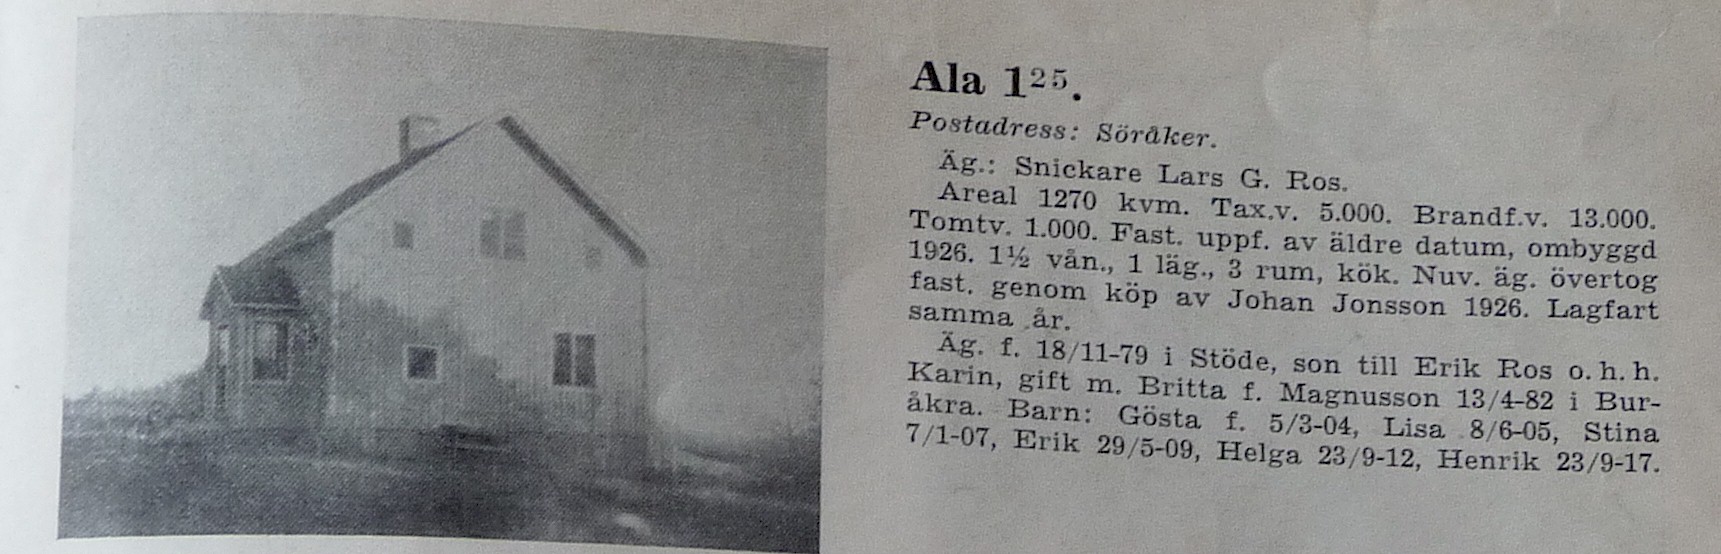 Ala 1²⁵.
Postadress: Söråker.
Äg.: Snickare Lars G. Ros.
Areal 1270 kvm. Tax.v. 5.000. Brandf.v. 13.000.
Tomtv. 1.000. Fast. uppf. av äldre datum, ombyggd
1926. 1½ vån., 1 läg., 3 rum, kök. Nuv. äg. övertog
fast. genom köp av Johan Jonsson 1926. Lagfart
samma år.
Äg. f. 18/11-79 i Stöde, son till Erik Ros o. h. h.
Karin, gift m. Britta f. Magnusson 13/4-82 i Bur-
åkra. Barn: Gösta f. 5/3-04, Lisa 8/6-05, Stina
7/1-07, Erik 29/5-09, Helga 23/9-12, Henrik 23/9-17.